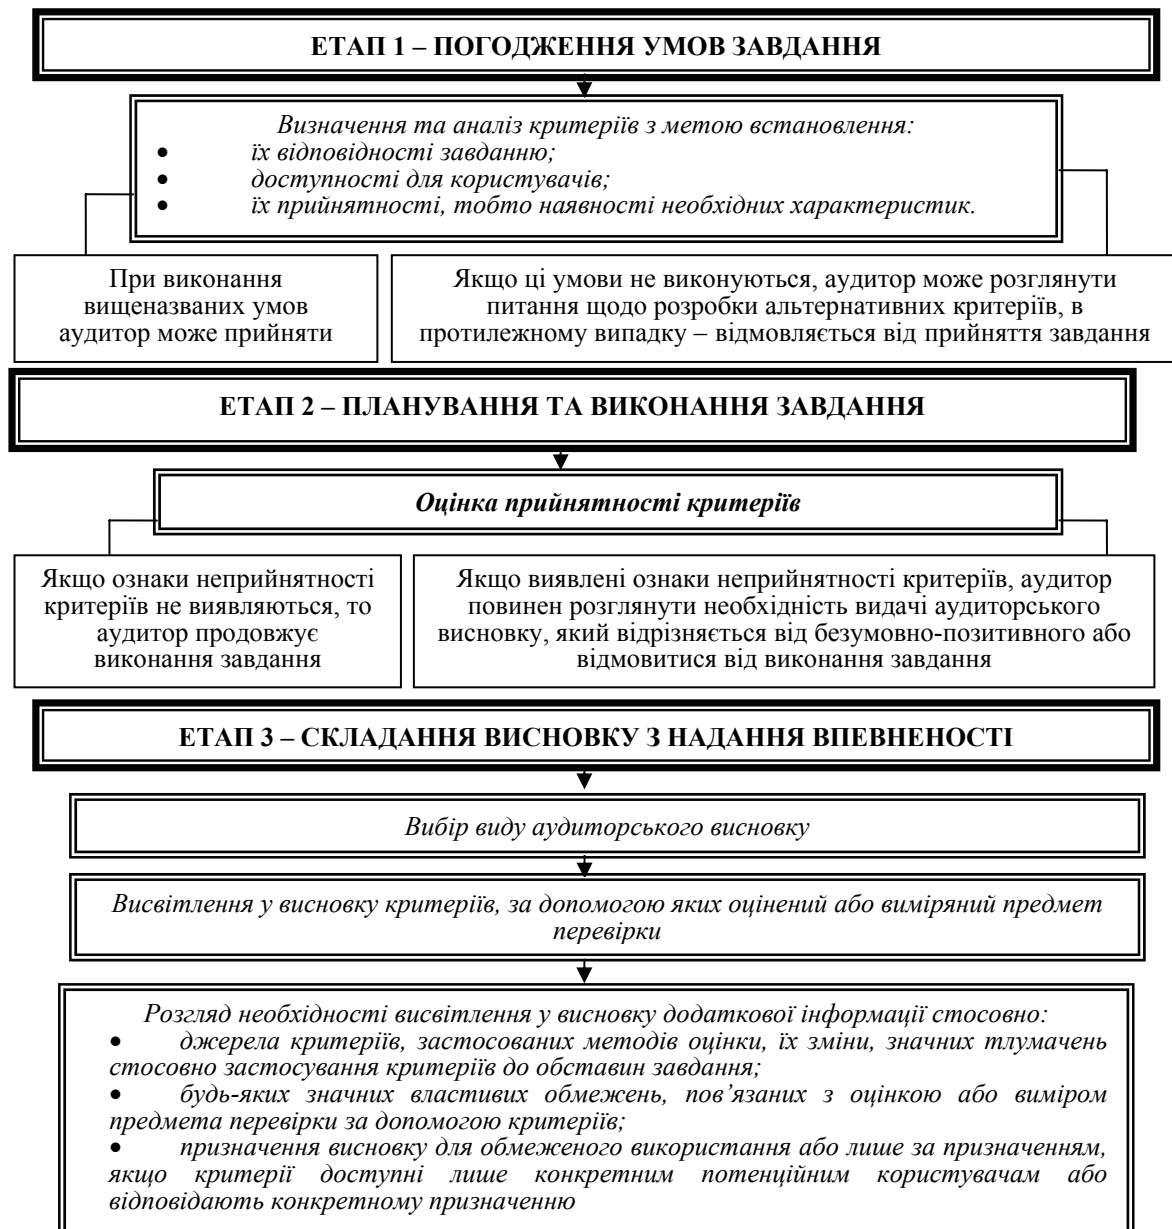 ЕТАП 1 – ПОГОДЖЕННЯ УМОВ ЗАВДАННЯ
Визначення та аналіз критеріїв з метою встановлення:
• їх відповідності завданню;
• доступності для користувачів;
• їх прийнятності, тобто наявності необхідних характеристик.
При виконання
вищеназваних умов
аудитор може прийняти
Якщо ці умови не виконуються, аудитор може розглянути
питання щодо розробки альтернативних критеріїв, в
протилежному випадку – відмовляється від прийняття завдання
ЕТАП 2 – ПЛАНУВАННЯ ТА ВИКОНАННЯ ЗАВДАННЯ
Оцінка прийнятності критеріїв
Якщо ознаки неприйнятності
критеріїв не виявляються, то
аудитор продовжує
виконання завдання
Якщо виявлені ознаки неприйнятності критеріїв, аудитор
повинен розглянути необхідність видачі аудиторського
висновку, який відрізняється від безумовно-позитивного або
відмовитися від виконання завдання
ЕТАП 3 – СКЛАДАННЯ ВИСНОВКУ З НАДАННЯ ВПЕВНЕНОСТІ
Вибір виду аудиторського висновку
Висвітлення у висновку критеріїв, за допомогою яких оцінений або виміряний предмет
перевірки
Розгляд необхідності висвітлення у висновку додаткової інформації стосовно:
• джерела критеріїв, застосованих методів оцінки, їх зміни, значних тлумачень
стосовно застосування критеріїв до обставин завдання;
• будь-яких значних властивих обмежень, пов’язаних з оцінкою або виміром
предмета перевірки за допомогою критеріїв;
• призначення висновку для обмеженого використання або лише за призначенням,
якщо критерії доступні лише конкретним потенційним користувачам або
відповідають конкретному призначенню